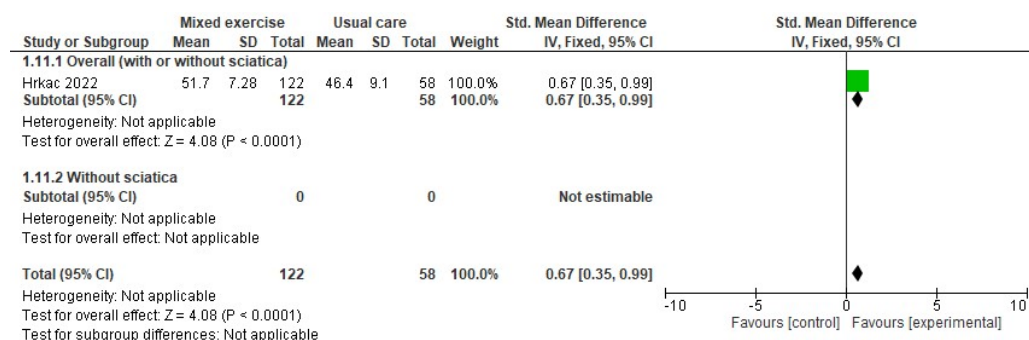 Mixed exercise Usual care Std. Mean Difference Std. Mean Difference
Study or Subgroup Mean SD Total Mean SD Total Weight IV, Fixed, 95% CI IV, Fixed, 95% CI
1.11.1 Overall (with or without sciatica)
Hrkac 2022 51.7 7.28 122 46.4 9.1 58 100.0% 0.67 [0.35, 0.99]
Subtotal (95% CI) 122 58 100.0% 0.67 [0.35, 0.99]
Heterogeneity: Not applicable
Test for overall effect: Z = 4.08 (P < 0.0001)
1.11.2 Without sciatica
Subtotal (95% CI) 0 0 Not estimable
Heterogeneity: Not applicable
Test for overall effect: Not applicable
Total (95% CI) 122 58 100.0% 0.67 [0.35, 0.99]
Heterogeneity: Not applicable
Test for overall effect: Z = 4.08 (P < 0.0001)
Test for subgroup differences: Not applicable
-10 -5 0 5 10
Favours [control] Favours [experimental]